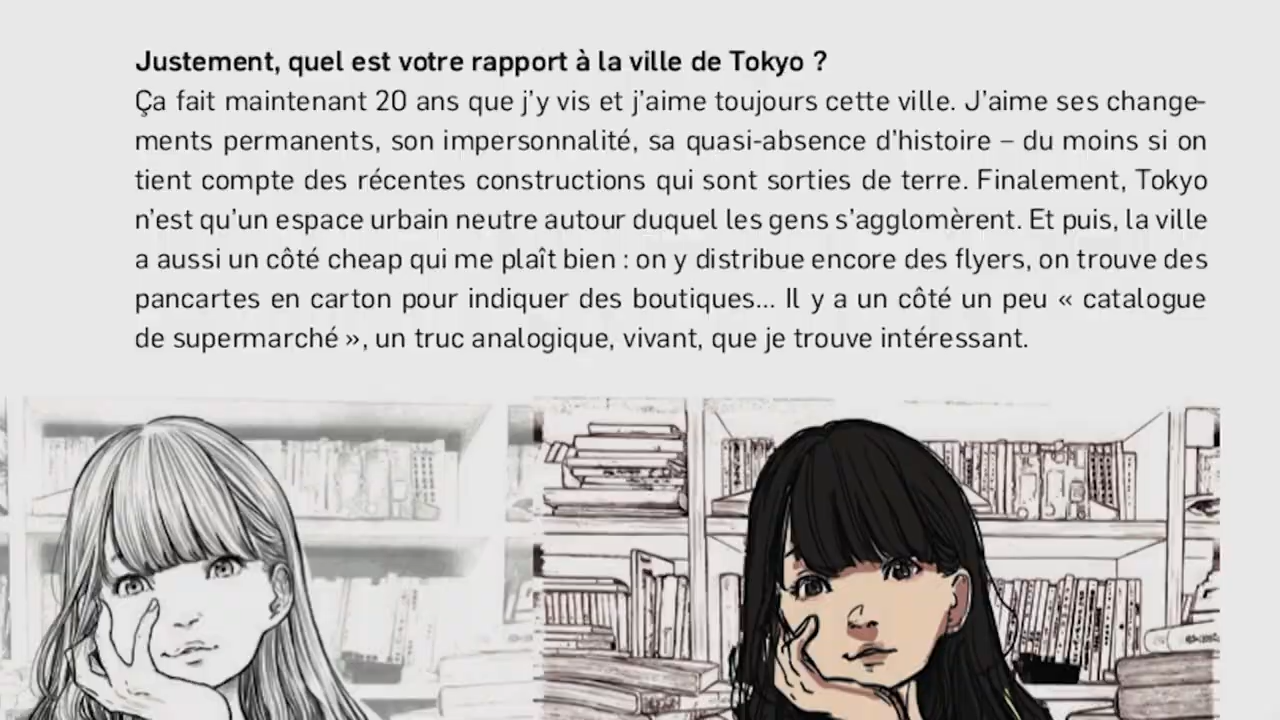 Justement, quel est votre rapport à la ville de Tokyo ?
Ça fait maintenant 20 ans que j'y vis et j'aime toujours cette ville. J'aime ses change-
ments permanents, son impersonnalité, sa quasi-absence d'histoire – du moins si on
tient compte des récentes constructions qui sont sorties de terre. Finalement, Tokyo
n'est qu'un espace urbain neutre autour duquel les gens s'agglomèrent. Et puis, la ville
a aussi un côté cheap qui me plaît bien : on y distribue encore des flyers, on trouve des
pancartes en carton pour indiquer des boutiques... Il y a un côté un peu « catalogue
de supermarché », un truc analogique, vivant, que je trouve intéressant.